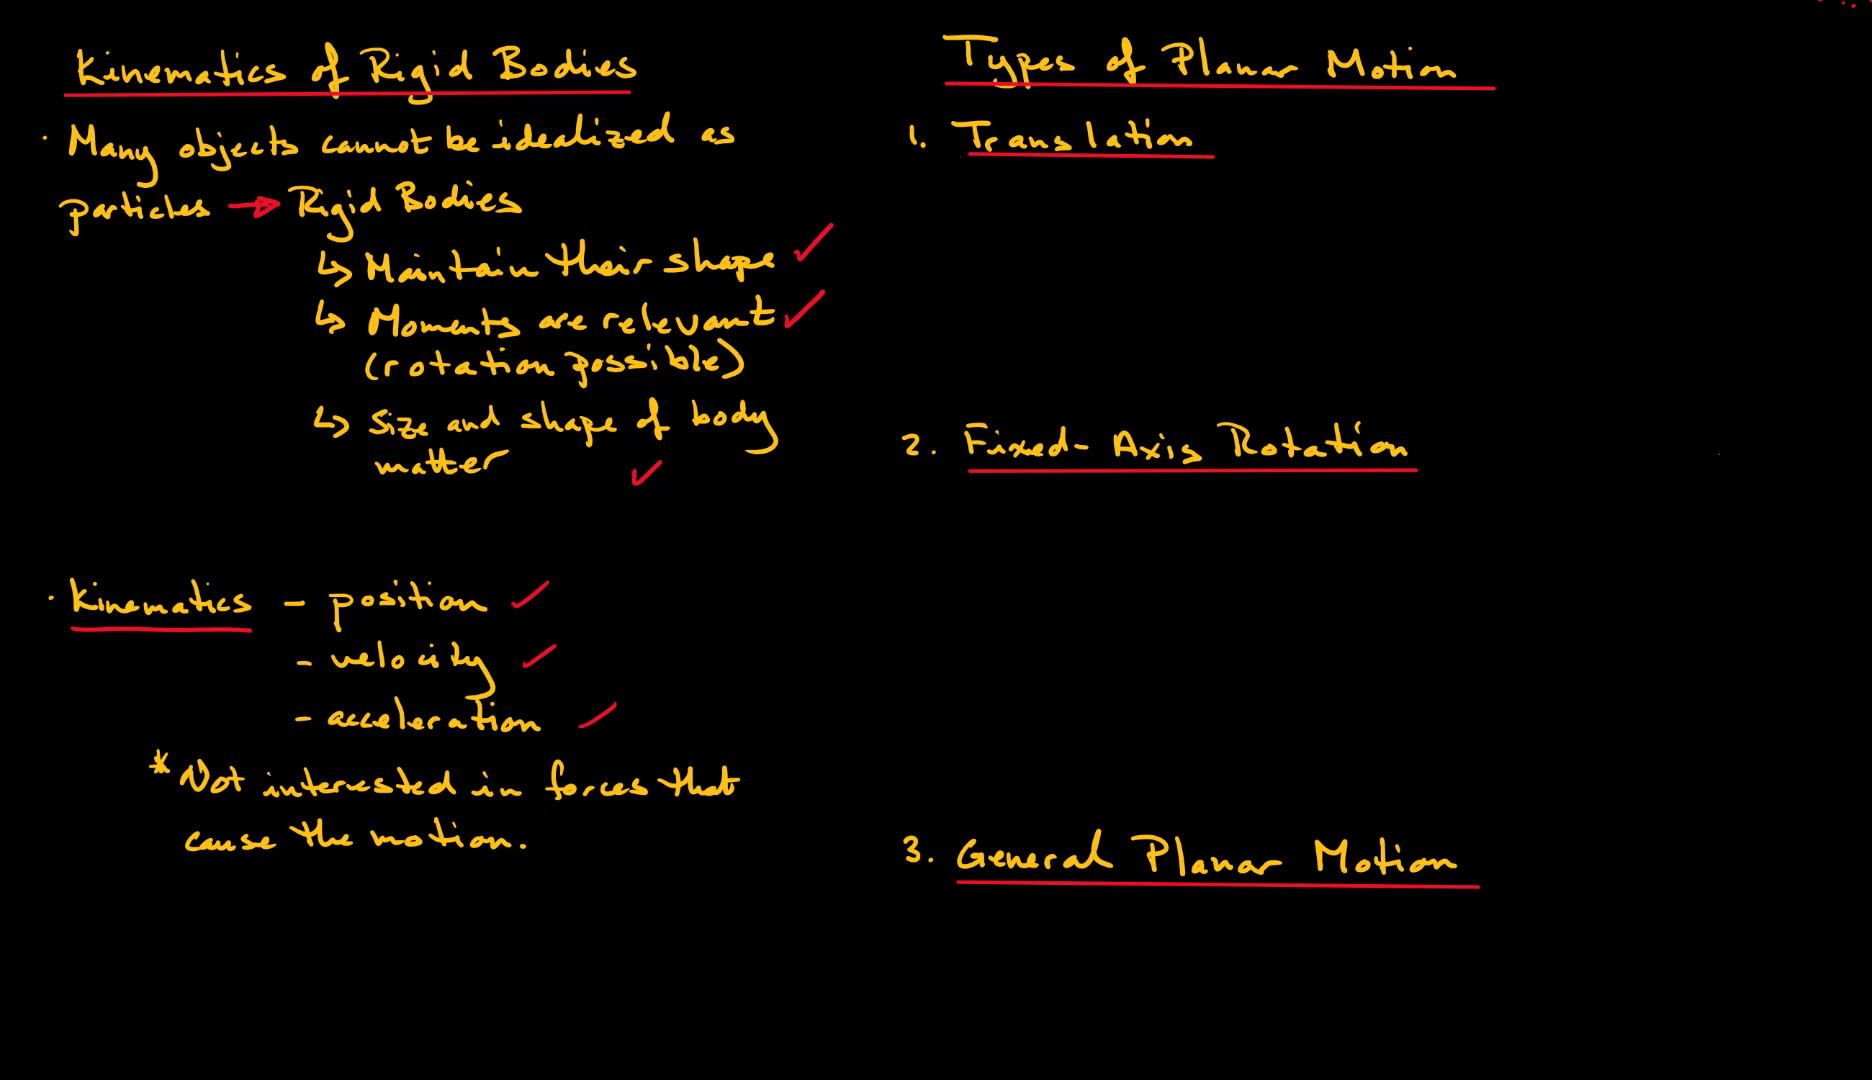 Kinematics of Rigid Bodies
· Many objects cannot be idealized as
particles → Rigid Bodies
↳ Maintain their shape ✓
↳ Moments are relevant ✓
(rotation possible)
↳ Size and shape of body
matter ✓
· Kinematics - position ✓
- velocity ✓
- acceleration ✓
* Not interested in forces that
cause the motion.
Types of Planar Motion
1. Translation
2. Fixed-Axis Rotation
3. General Planar Motion